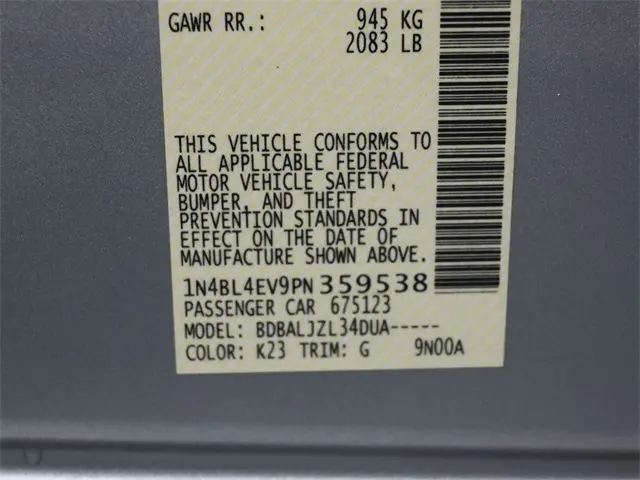 GAWR RR.: 945 KG
2083 LB
THIS VEHICLE CONFORMS TO
ALL APPLICABLE FEDERAL
MOTOR VEHICLE SAFETY,
BUMPER, AND THEFT
PREVENTION STANDARDS IN
EFFECT ON THE DATE OF
MANUFACTURE SHOWN ABOVE.
1N4BL4EV9PN359538
PASSENGER CAR 675123
MODEL: BDBALJZL34DUA-----
COLOR: K23 TRIM: G 9N00A